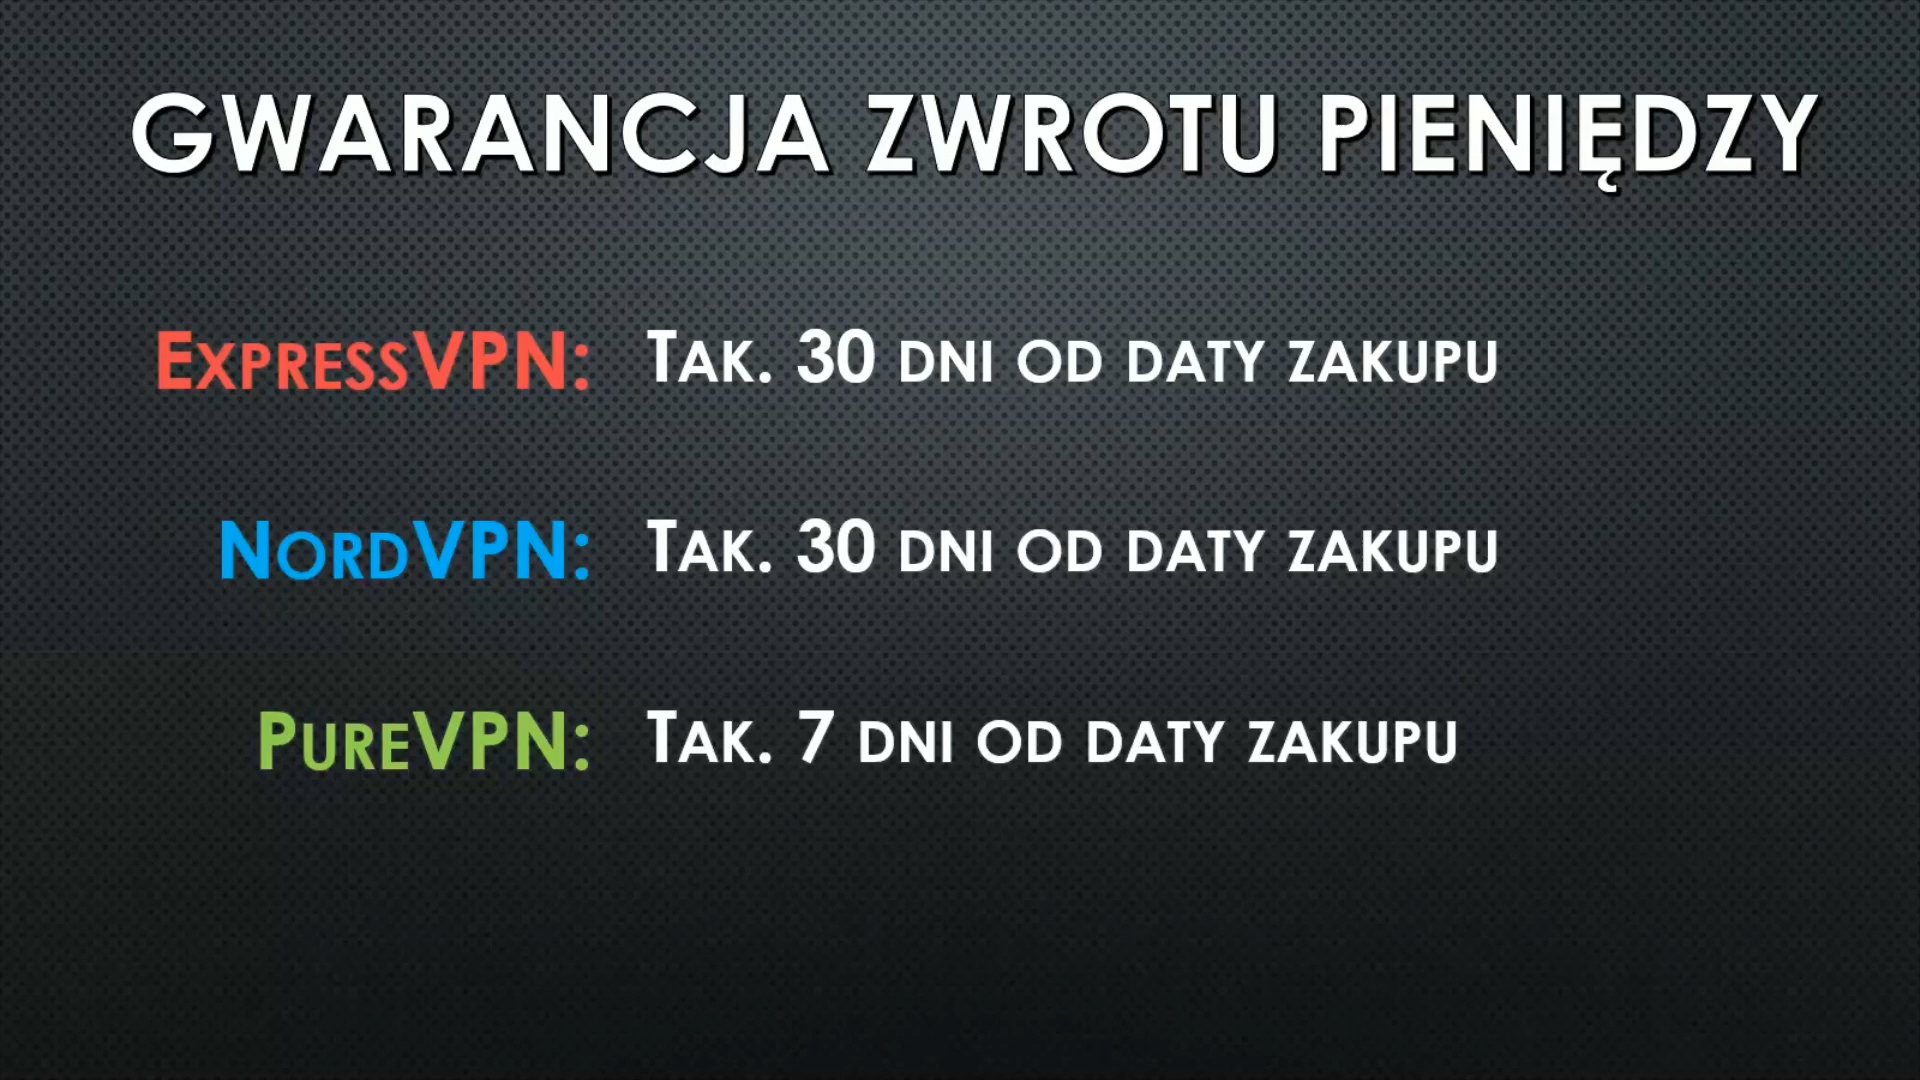 GWARANCJA ZWROTU PIENIĘDZY
ExpressVPN: Tak. 30 dni od daty zakupu
NordVPN: Tak. 30 dni od daty zakupu
PureVPN: Tak. 7 dni od daty zakupu